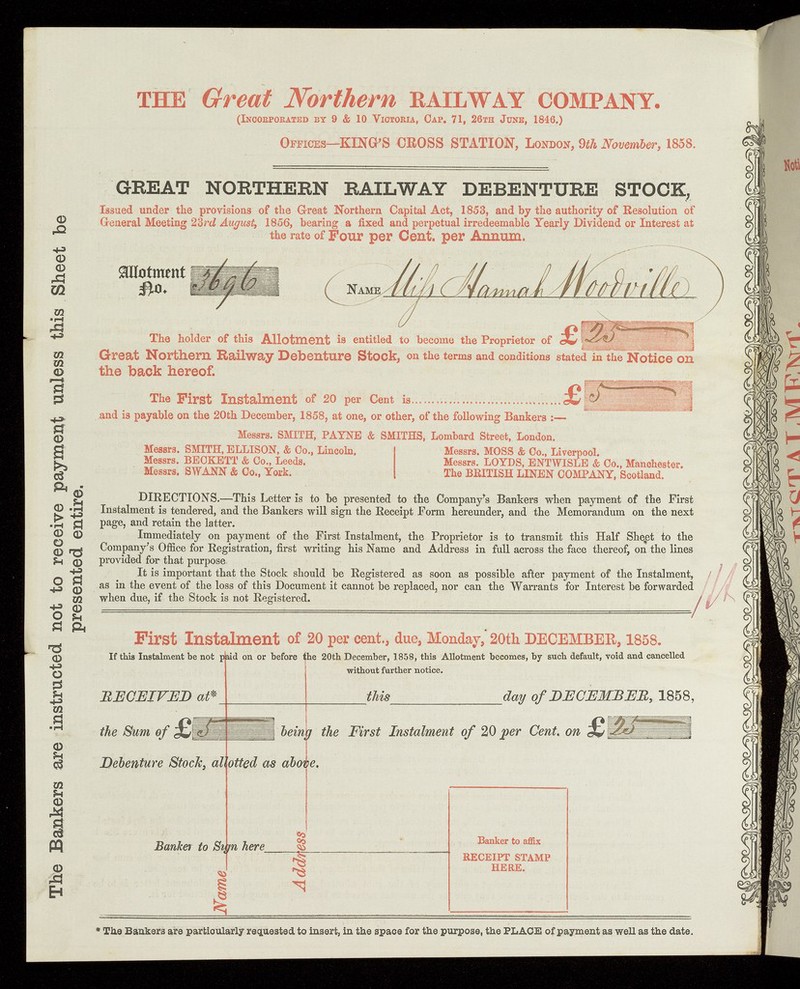 THE Great Northern RAILWAY COMPANY.
(INCORPORATED BY 9 & 10 VICTORIA, CAP. 71, 26TH JUNE, 1846.)
OFFICES—KING'S CROSS STATION, LONDON, 9th November, 1858.
GREAT NORTHERN RAILWAY DEBENTURE STOCK,
Issued under the provisions of the Great Northern Capital Act, 1853, and by the authority of Resolution of
General Meeting 23rd August, 1856, bearing a fixed and perpetual irredeemable Yearly Dividend or Interest at
the rate of Four per Cent. per Annum.
Allotment No. 3696
NAME Miss Hannah Woodville
The holder of this Allotment is entitled to become the Proprietor of £ 25
Great Northern Railway Debenture Stock, on the terms and conditions stated in the Notice on
the back hereof.
The First Instalment of 20 per Cent is........................................£ 5
and is payable on the 20th December, 1858, at one, or other, of the following Bankers :—
Messrs. SMITH, PAYNE & SMITHS, Lombard Street, London.
Messrs. SMITH, ELLISON, & Co., Lincoln.
Messrs. BECKETT & Co., Leeds.
Messrs. SWANN & Co., York.
Messrs. MOSS & Co., Liverpool.
Messrs. LOYDS, ENTWISLE & Co., Manchester.
The BRITISH LINEN COMPANY, Scotland.
DIRECTIONS.—This Letter is to be presented to the Company's Bankers when payment of the First
Instalment is tendered, and the Bankers will sign the Receipt Form hereunder, and the Memorandum on the next
page, and retain the latter.
Immediately on payment of the First Instalment, the Proprietor is to transmit this Half Sheet to the
Company's Office for Registration, first writing his Name and Address in full across the face thereof, on the lines
provided for that purpose.
It is important that the Stock should be Registered as soon as possible after payment of the Instalment,
as in the event of the loss of this Document it cannot be replaced, nor can the Warrants for Interest be forwarded
when due, if the Stock is not Registered.
First Instalment of 20 per cent., due, Monday, 20th DECEMBER, 1858.
If this Instalment be not paid on or before the 20th December, 1858, this Allotment becomes, by such default, void and cancelled
without further notice.
RECEIVED at* this day of DECEMBER, 1858,
the Sum of £ 5 being the First Instalment of 20 per Cent. on £ 25
Debenture Stock, allotted as above.
Banker to Sign here
Name
Address
Banker to affix
RECEIPT STAMP
HERE.
* The Bankers are particularly requested to insert, in the space for the purpose, the PLACE of payment as well as the date.
The Bankers are instructed not to receive payment unless this Sheet be
presented entire.
Noti
INSTALMENT